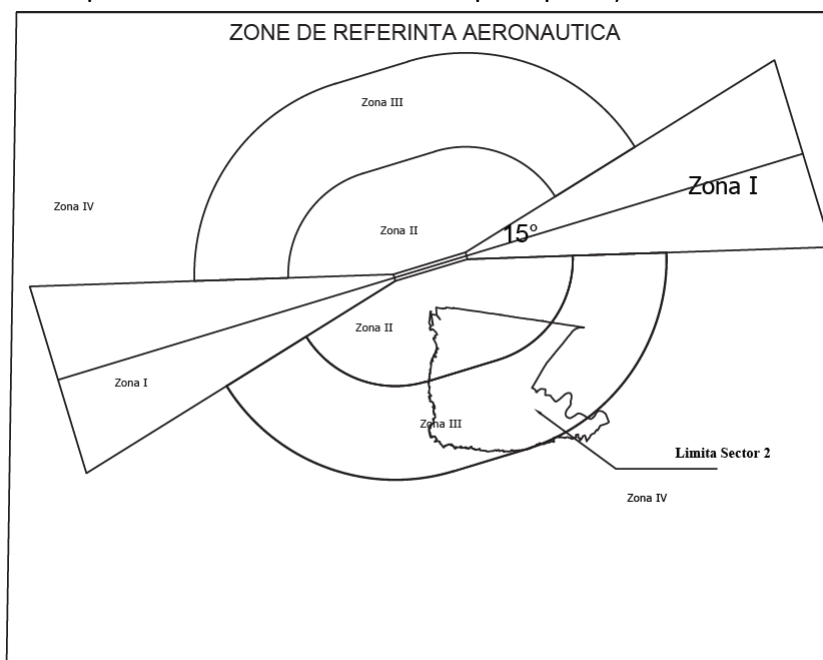 ZONE DE REFERINTA AERONAUTICA
Zona III
Zona I
Zona IV
Zona II
15°
Zona II
Zona I
Zona III
Limita Sector 2
Zona IV